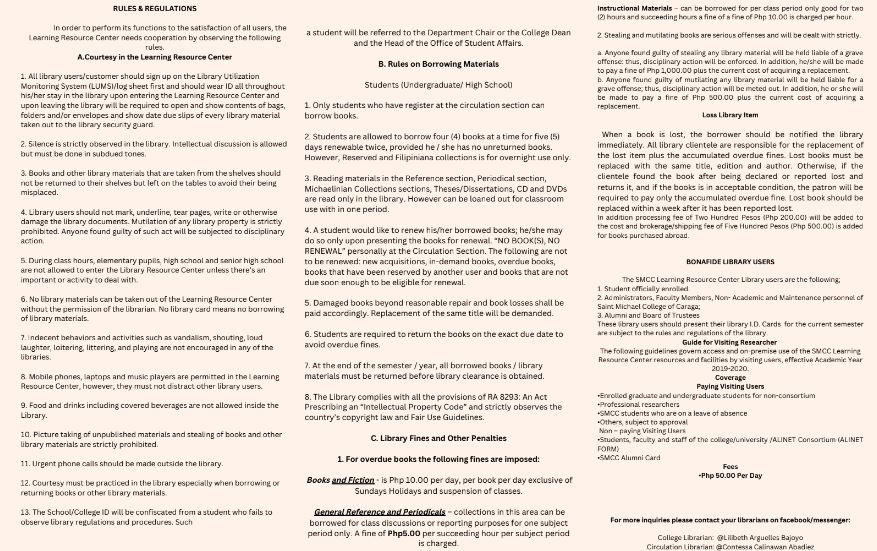 RULES & REGULATIONS
In order to perform its functions to the satisfaction of all users, the
Learning Resource Center needs cooperation by observing the following
rules.
A.Courtesy in the Learning Resource Center
1. All library users/customer should sign up on the Library Utilization
Monitoring System (LUMS)/log sheet first and should wear ID all throughout
his/her stay in the library upon entering the Learning Resource Center and
upon leaving the library will be required to open and show contents of bags,
folders and/or envelopes and show date due slips of every library material
taken out to the library security guard.
2. Silence is strictly observed in the library. Intellectual discussion is allowed
but must be done in subdued tones.
3. Books and other library materials that are taken from the shelves should
not be returned to their shelves but left on the tables to avoid their being
misplaced.
4. Library users should not mark, underline, tear pages, write or otherwise
damage the library documents. Mutilation of any library property is strictly
prohibited. Anyone guilty of such act will be subjected to disciplinary
action.
5. During class hours, elementary pupils, high school and senior high school
are not allowed to enter the Library Resource Center unless there's an
important or activity to deal with.
6. No library materials can be taken out of the Learning Resource Center
without the permission of the librarian. No library card means no borrowing
of library materials.
7. Indecent behaviors and activities such as vandalism, shouting, loud
laughter, loitering, littering, and playing are not encouraged in any of the
libraries.
8. Mobile phones, laptops and music players are permitted in the Learning
Resource Center, however, they must not distract other library users.
9. Food and drinks including covered beverages are not allowed inside the
Library.
10. Picture taking of unpublished materials and stealing of books and other
library materials are strictly prohibited.
11. Urgent phone calls should be made outside the library.
12. Courtesy must be practiced in the library especially when borrowing or
returning books or other library materials.
13. The School/College ID will be confiscated from a student who fails to
observe library regulations and procedures. Such
a student will be referred to the Department Chair or the College Dean
and the Head of the Office of Student Affairs.
B. Rules on Borrowing Materials
Students (Undergraduate/ High School)
1. Only students who have register at the circulation section can
borrow books.
2. Students are allowed to borrow four (4) books at a time for five (5)
days renewable twice, provided he / she has no unreturned books.
However, Reserved and Filipiniana collections is for overnight use only.
3. Reading materials in the Reference section, Periodical section,
Michaelinian Collections section, Theses/Dissertations, CD and DVDs
are read only in the library. However can be loaned out for classroom
use with in one period.
4. A student would like to renew his/her borrowed books; he/she may
do so only upon presenting the books for renewal. "NO BOOK(S), NO
RENEWAL" personally at the Circulation Section. The following are not
to be renewed: new acquisitions, in-demand books, overdue books,
books that have been reserved by another user and books that are not
due soon enough to be eligible for renewal.
5. Damaged books beyond reasonable repair and book losses shall be
paid accordingly. Replacement of the same title will be demanded.
6. Students are required to return the books on the exact due date to
avoid overdue fines.
7. At the end of the semester / year, all borrowed books / library
materials must be returned before library clearance is obtained.
8. The Library complies with all the provisions of RA 8293: An Act
Prescribing an "Intellectual Property Code" and strictly observes the
country's copyright law and Fair Use Guidelines.
C. Library Fines and Other Penalties
1. For overdue books the following fines are imposed:
Books and Fiction - is Php 10.00 per day, per book per day exclusive of
Sundays Holidays and suspension of classes.
General Reference and Periodicals – collections in this area can be
borrowed for class discussions or reporting purposes for one subject
period only. A fine of Php5.00 per succeeding hour per subject period
is charged.
Instructional Materials – can be borrowed for per class period only good for two
(2) hours and succeeding hours a fine of a fine of Php 10.00 is charged per hour.
2. Stealing and mutilating books are serious offenses and will be dealt with strictly.
a. Anyone found guilty of stealing any library material will be held liable of a grave
offense; thus, disciplinary action will be enforced. In addition, he/she will be made
to pay a fine of Php 1,000.00 plus the current cost of acquiring a replacement.
b. Anyone found guilty of mutilating any library material will be held liable for a
grave offense; thus, disciplinary action will be meted out. In addition, he or she will
be made to pay a fine of Php 500.00 plus the current cost of acquiring a
replacement.
Loss Library Item
When a book is lost, the borrower should be notified the library
immediately. All library clientele are responsible for the replacement of
the lost item plus the accumulated overdue fines. Lost books must be
replaced with the same title, edition and author. Otherwise, if the
clientele found the book after being declared or reported lost and
returns it, and if the books is in acceptable condition, the patron will be
required to pay only the accumulated overdue fine. Lost book should be
replaced within a week after it has been reported lost.
In addition processing fee of Two Hundred Pesos (Php 200.00) will be added to
the cost and brokerage/shipping fee of Five Hundred Pesos (Php 500.00) is added
for books purchased abroad.
BONAFIDE LIBRARY USERS
The SMCC Learning Resource Center Library users are the following;
1. Student officially enrolled
2. Administrators, Faculty Members, Non- Academic and Maintenance personnel of
Saint Michael College of Caraga;
3. Alumni and Board of Trustees
These library users should present their library I.D. Cards for the current semester
are subject to the rules and regulations of the library.
Guide for Visiting Researcher
The following guidelines govern access and on-premise use of the SMCC Learning
Resource resources and facilities by visiting users, effective Academic Year
2019-2020.
Coverage
Paying Visiting Users
•Enrolled graduate and undergraduate students for non-consortium
•Professional researchers
•SMCC students who are on a leave of absence
•Others, subject to approval
Non – paying Visiting Users
•Students, faculty and staff of the college/university /ALINET Consortium (ALINET
FORM)
•SMCC Alumni Card
Fees
•Php 50.00 Per Day
For more inquiries please contact your librarians on facebook/messenger:
College Librarian: @Lilibeth Arguelles Bajoyo
Circulation Librarian: @Contessa Calinawan Abadiez